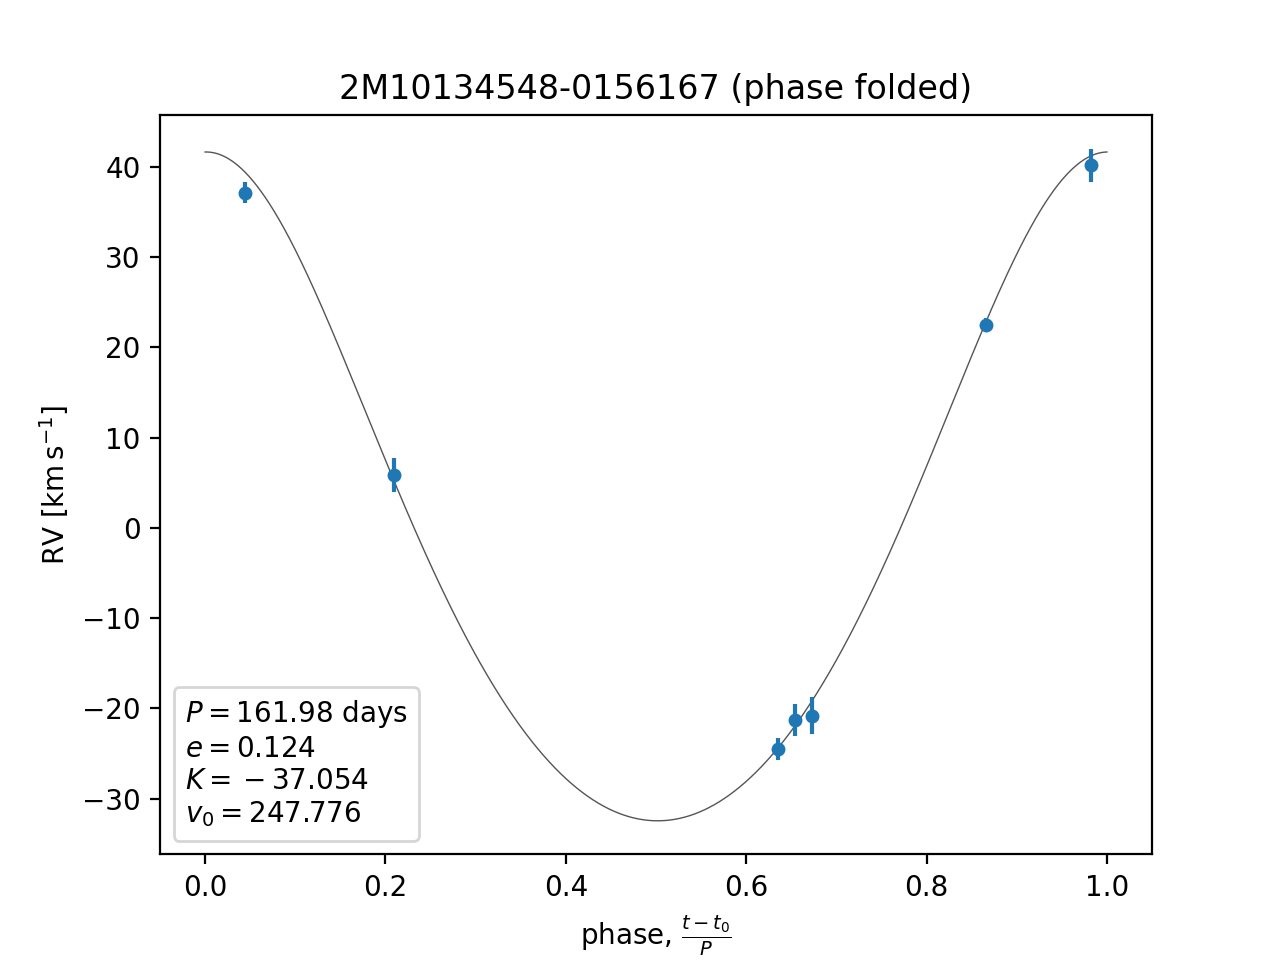 2M10134548-0156167 (phase folded)
RV [km s⁻¹]
40
30
20
10
0
−10
−20
−30
P = 161.98 days
e = 0.124
K = −37.054
v₀ = 247.776
0.0 0.2 0.4 0.6 0.8 1.0
phase, (t − t₀)/P